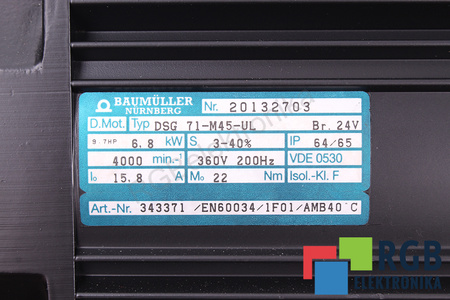 BAUMÜLLER
NÜRNBERG
Nr. 20132703
D.Mot. Typ DSG 71-M45-UL Br. 24V
9.7HP 6.8 kW S 3-40% IP 64/65
4000 min.-¹ 360V 200Hz VDE 0530
I₀ 15.8 A M₀ 22 Nm Isol.-Kl. F
Art.-Nr. 343371 /EN60034/1F01/AMB40°C
RGB
ELEKTRONIKA